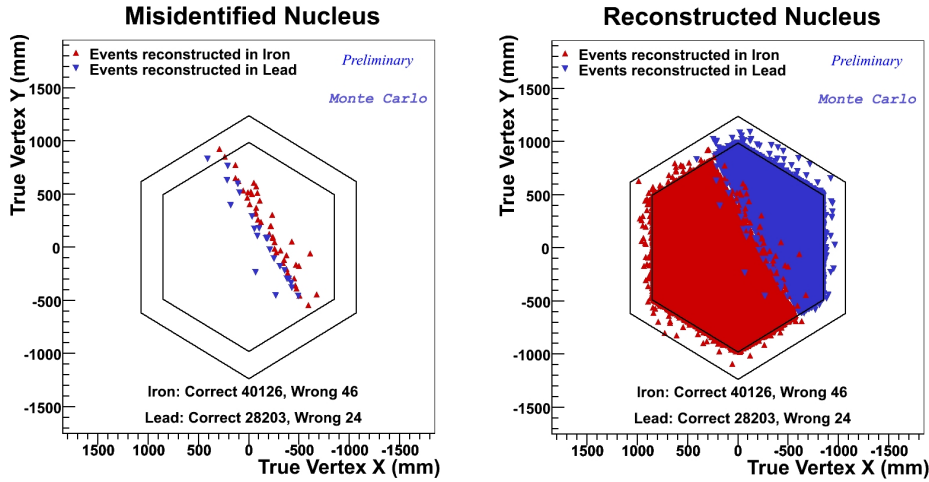 Misidentified Nucleus
Events reconstructed in Iron
Events reconstructed in Lead
Preliminary
Monte Carlo
True Vertex Y (mm)
1500
1000
500
0
-500
-1000
-1500
Iron: Correct 40126, Wrong 46
Lead: Correct 28203, Wrong 24
1500 1000 500 0 -500 -1000 -1500
True Vertex X (mm)
Reconstructed Nucleus
Events reconstructed in Iron
Events reconstructed in Lead
Preliminary
Monte Carlo
True Vertex Y (mm)
1500
1000
500
0
-500
-1000
-1500
Iron: Correct 40126, Wrong 46
Lead: Correct 28203, Wrong 24
1500 1000 500 0 -500 -1000 -1500
True Vertex X (mm)